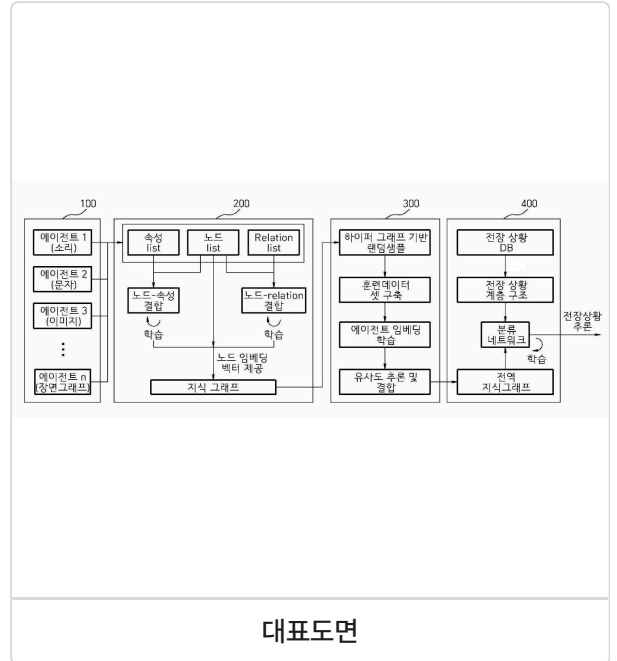 100
에이전트 1
(소리)
에이전트 2
(문자)
에이전트 3
(이미지)
에이전트 n
(장면그래프)
200
속성
list
노드
list
Relation
list
노드-속성
결합
노드-relation
결합
학습
학습
노드 임베딩
벡터 제공
지식 그래프
300
하이퍼 그래프 기반
랜덤샘플
훈련데이터
셋 구축
에이전트 임베딩
학습
유사도 추론 및
결합
400
전장 상황
DB
전장 상황
계층 구조
분류
네트워크
학습
전역
지식그래프
전장상황
추론
대표도면